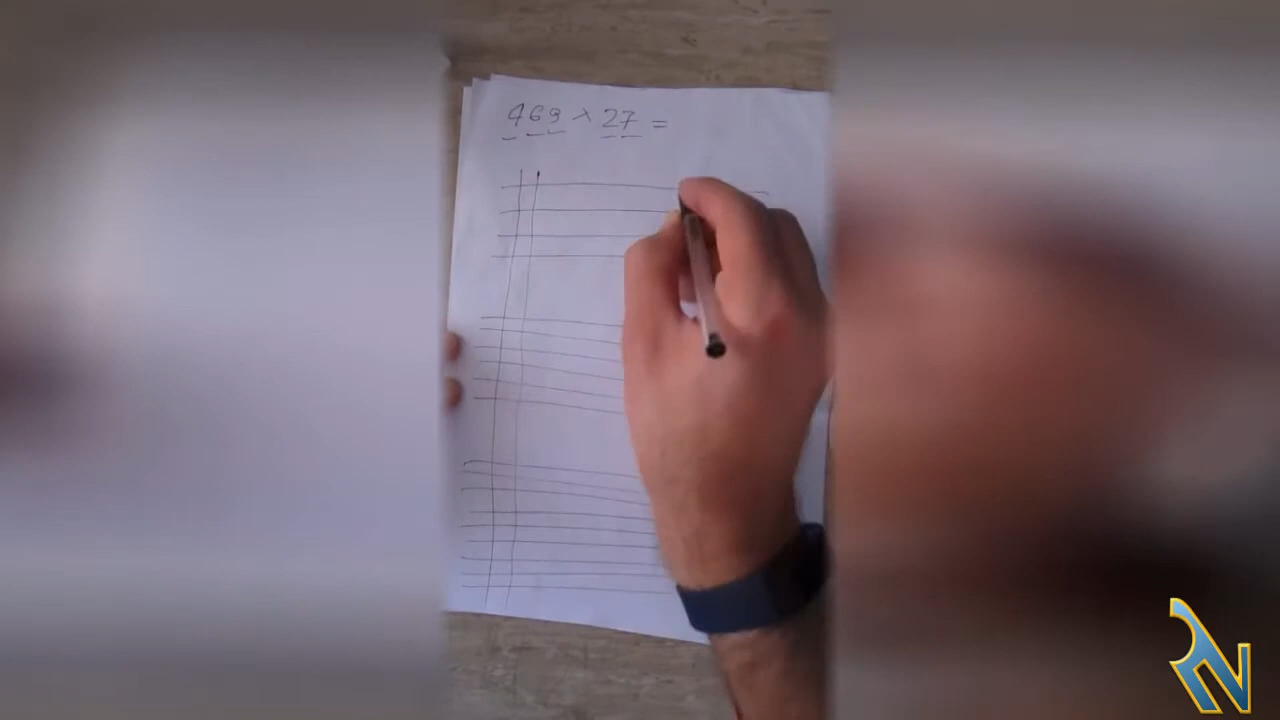 469 × 27 =